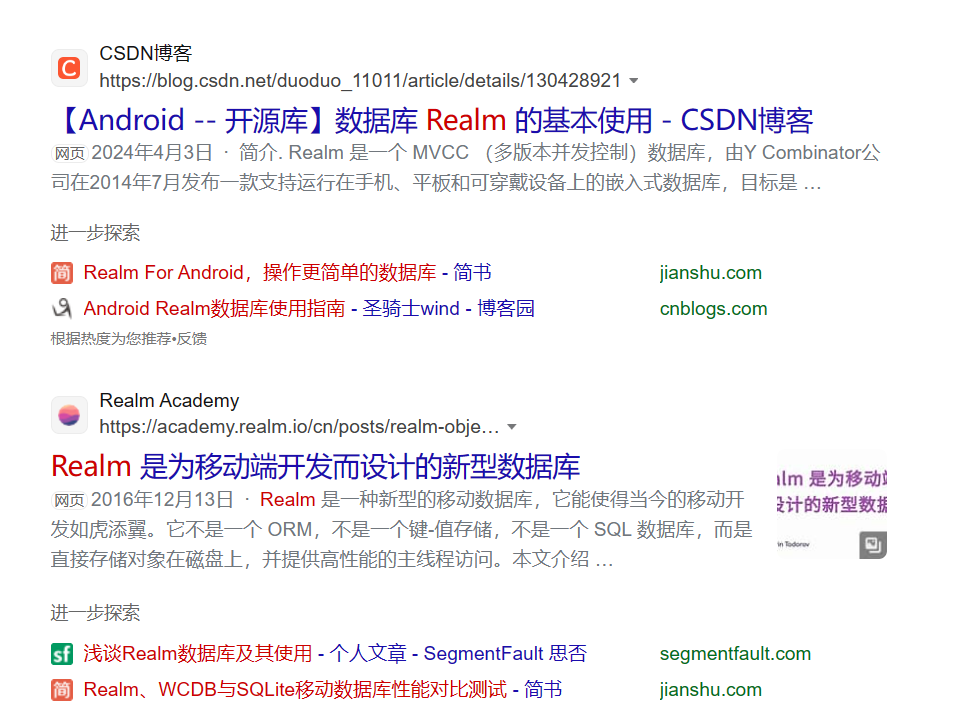 CSDN博客
https://blog.csdn.net/duoduo_11011/article/details/130428921
【Android -- 开源库】数据库 Realm 的基本使用 - CSDN博客
网页 2024年4月3日 · 简介. Realm 是一个 MVCC （多版本并发控制）数据库，由Y Combinator公
司在2014年7月发布一款支持运行在手机、平板和可穿戴设备上的嵌入式数据库，目标是 …
进一步探索
简 Realm For Android，操作更简单的数据库 - 简书 jianshu.com
Android Realm数据库使用指南 - 圣骑士wind - 博客园 cnblogs.com
根据热度为您推荐•反馈
Realm Academy
https://academy.realm.io/cn/posts/realm-obje…
Realm 是为移动端开发而设计的新型数据库
网页 2016年12月13日 · Realm 是一种新型的移动数据库，它能使得当今的移动开
发如虎添翼。它不是一个 ORM，不是一个键-值存储，不是一个 SQL 数据库，而是
直接存储对象在磁盘上，并提供高性能的主线程访问。本文介绍 …
alm 是为移动端
设计的新型数据
in Todorov
进一步探索
sf 浅谈Realm数据库及其使用 - 个人文章 - SegmentFault 思否 segmentfault.com
简 Realm、WCDB与SQLite移动数据库性能对比测试 - 简书 jianshu.com